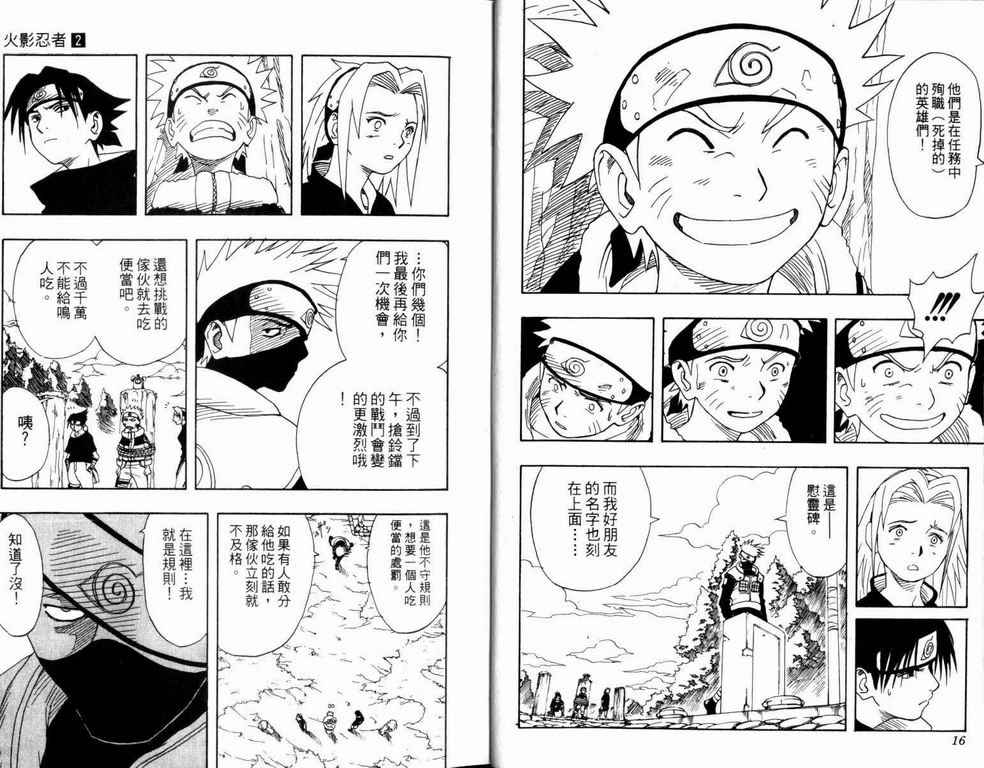 他們是在任務中
殉職（死掉的）
的英雄們！
!!!
這是——
慰靈碑。
而我好朋友
的名字也刻
在上面……
16
火影忍者 2
…你們幾個！
我最後再給你
們一次機會，
不過到了下
午，搶鈴鐺
的戰鬥會變
的更激烈哦
！
還想挑戰的
傢伙就去吃
便當吧。
不過千萬
不能給鳴
人吃。
咦？
這是他不守規則
，想要一個人吃
便當的處罰。
如果有人敢分
給他吃的話，
那傢伙立刻就
不及格。
在這裡…我
就是規則！
知道了沒！